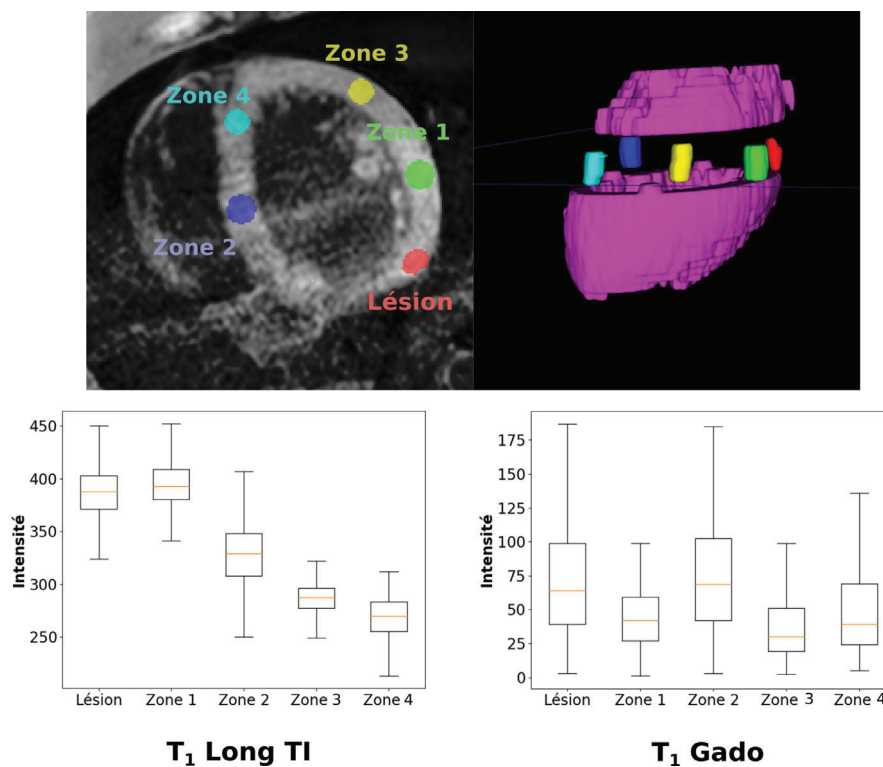 Zone 3
Zone 4
Zone 1
Zone 2
Lésion
450
400
350
300
250
Intensité
Lésion Zone 1 Zone 2 Zone 3 Zone 4
T₁ Long TI
175
150
125
100
75
50
25
0
Intensité
Lésion Zone 1 Zone 2 Zone 3 Zone 4
T₁ Gado